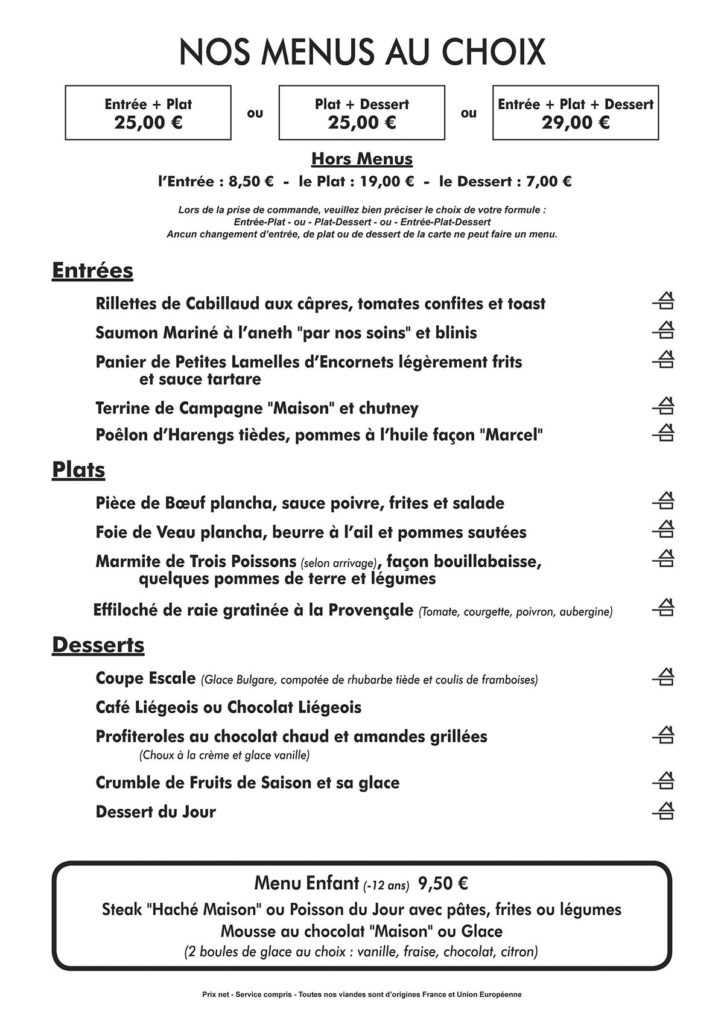 NOS MENUS AU CHOIX
Entrée + Plat
25,00 €
ou
Plat + Dessert
25,00 €
ou
Entrée + Plat + Dessert
29,00 €
Hors Menus
l’Entrée : 8,50 € - le Plat : 19,00 € - le Dessert : 7,00 €
Lors de la prise de commande, veuillez bien préciser le choix de votre formule :
Entrée-Plat - ou - Plat-Dessert - ou - Entrée-Plat-Dessert
Ancun changement d’entrée, de plat ou de dessert de la carte ne peut faire un menu.
Entrées
Rillettes de Cabillaud aux câpres, tomates confites et toast
Saumon Mariné à l’aneth "par nos soins" et blinis
Panier de Petites Lamelles d’Encornets légèrement frits
et sauce tartare
Terrine de Campagne "Maison" et chutney
Poêlon d’Harengs tièdes, pommes à l’huile façon "Marcel"
Plats
Pièce de Bœuf plancha, sauce poivre, frites et salade
Foie de Veau plancha, beurre à l’ail et pommes sautées
Marmite de Trois Poissons (selon arrivage), façon bouillabaisse,
quelques pommes de terre et légumes
Effiloché de raie gratinée à la Provençale (Tomate, courgette, poivron, aubergine)
Desserts
Coupe Escale (Glace Bulgare, compotée de rhubarbe tiède et coulis de framboises)
Café Liégeois ou Chocolat Liégeois
Profiteroles au chocolat chaud et amandes grillées
(Choux à la crème et glace vanille)
Crumble de Fruits de Saison et sa glace
Dessert du Jour
Menu Enfant (-12 ans) 9,50 €
Steak "Haché Maison" ou Poisson du Jour avec pâtes, frites ou légumes
Mousse au chocolat "Maison" ou Glace
(2 boules de glace au choix : vanille, fraise, chocolat, citron)
Prix net - Service compris - Toutes nos viandes sont d’origines France et Union Européenne